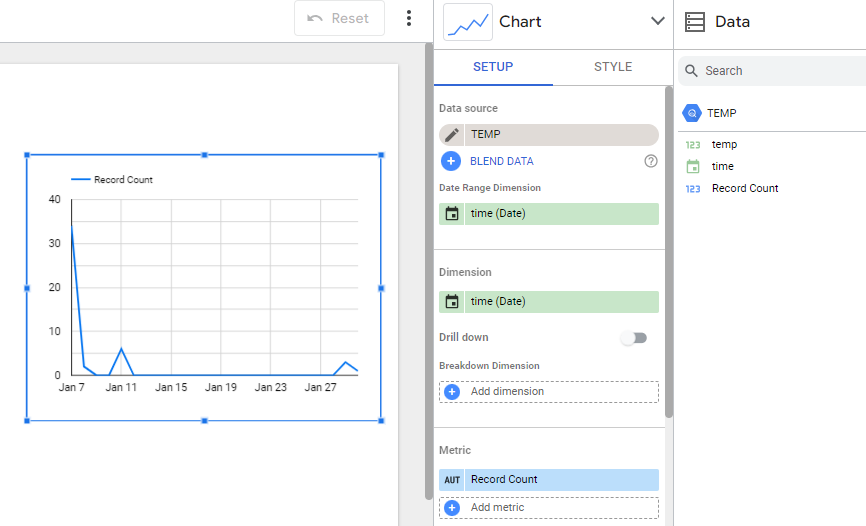 Reset
Chart
Data
SETUP
STYLE
Search
Data source
TEMP
TEMP
BLEND DATA
temp
time
Record Count
Date Range Dimension
time (Date)
Record Count
40
30
20
10
0
Jan 7 Jan 11 Jan 15 Jan 19 Jan 23 Jan 27
Dimension
time (Date)
Drill down
Breakdown Dimension
Add dimension
Metric
AUT Record Count
Add metric
123
123